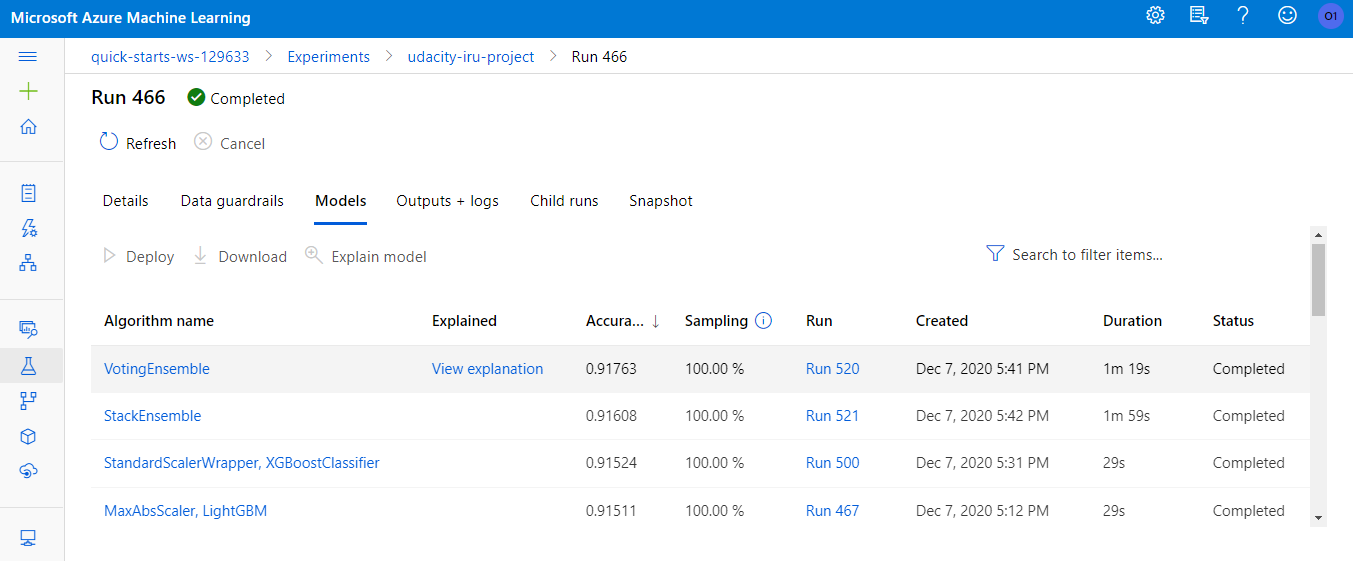 Microsoft Azure Machine Learning
O1
quick-starts-ws-129633 > Experiments > udacity-iru-project > Run 466
Run 466 Completed
Refresh Cancel
Details Data guardrails Models Outputs + logs Child runs Snapshot
Deploy Download Explain model Search to filter items...
Algorithm name Explained Accura... ↓ Sampling Run Created Duration Status
VotingEnsemble View explanation 0.91763 100.00 % Run 520 Dec 7, 2020 5:41 PM 1m 19s Completed
StackEnsemble 0.91608 100.00 % Run 521 Dec 7, 2020 5:42 PM 1m 59s Completed
StandardScalerWrapper, XGBoostClassifier 0.91524 100.00 % Run 500 Dec 7, 2020 5:31 PM 29s Completed
MaxAbsScaler, LightGBM 0.91511 100.00 % Run 467 Dec 7, 2020 5:12 PM 29s Completed